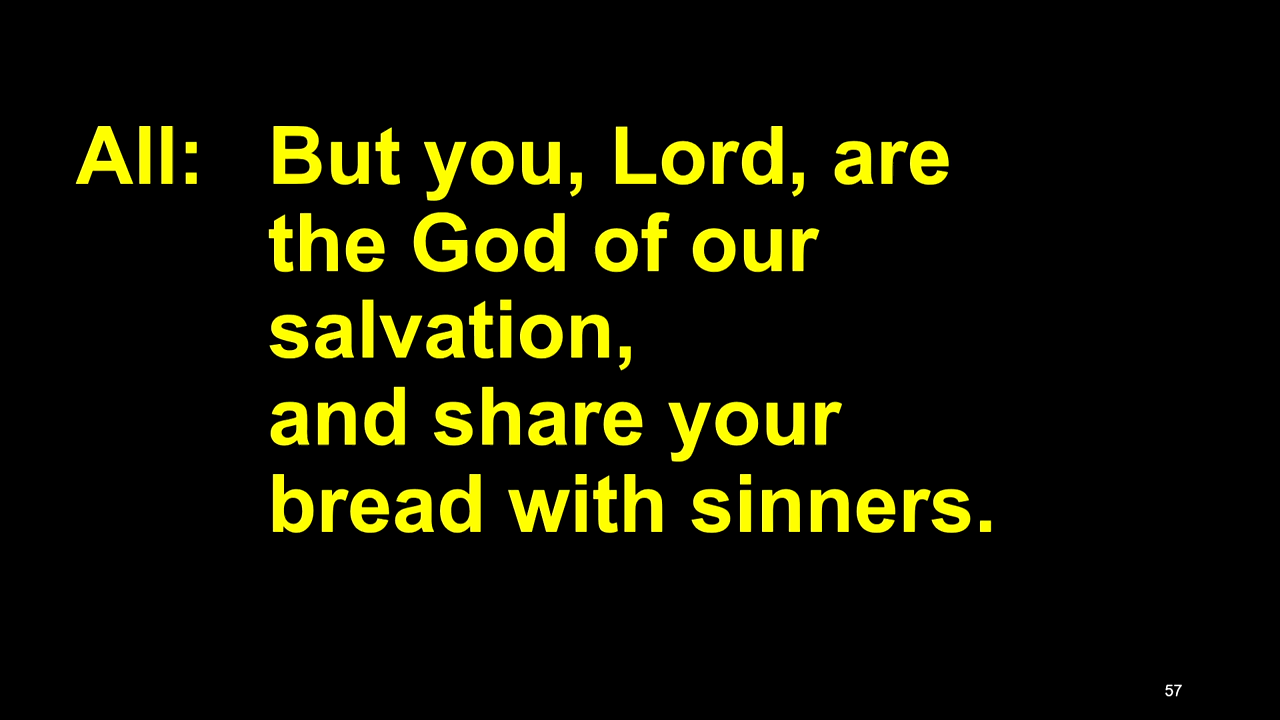 All: But you, Lord, are
the God of our
salvation,
and share your
bread with sinners.
57